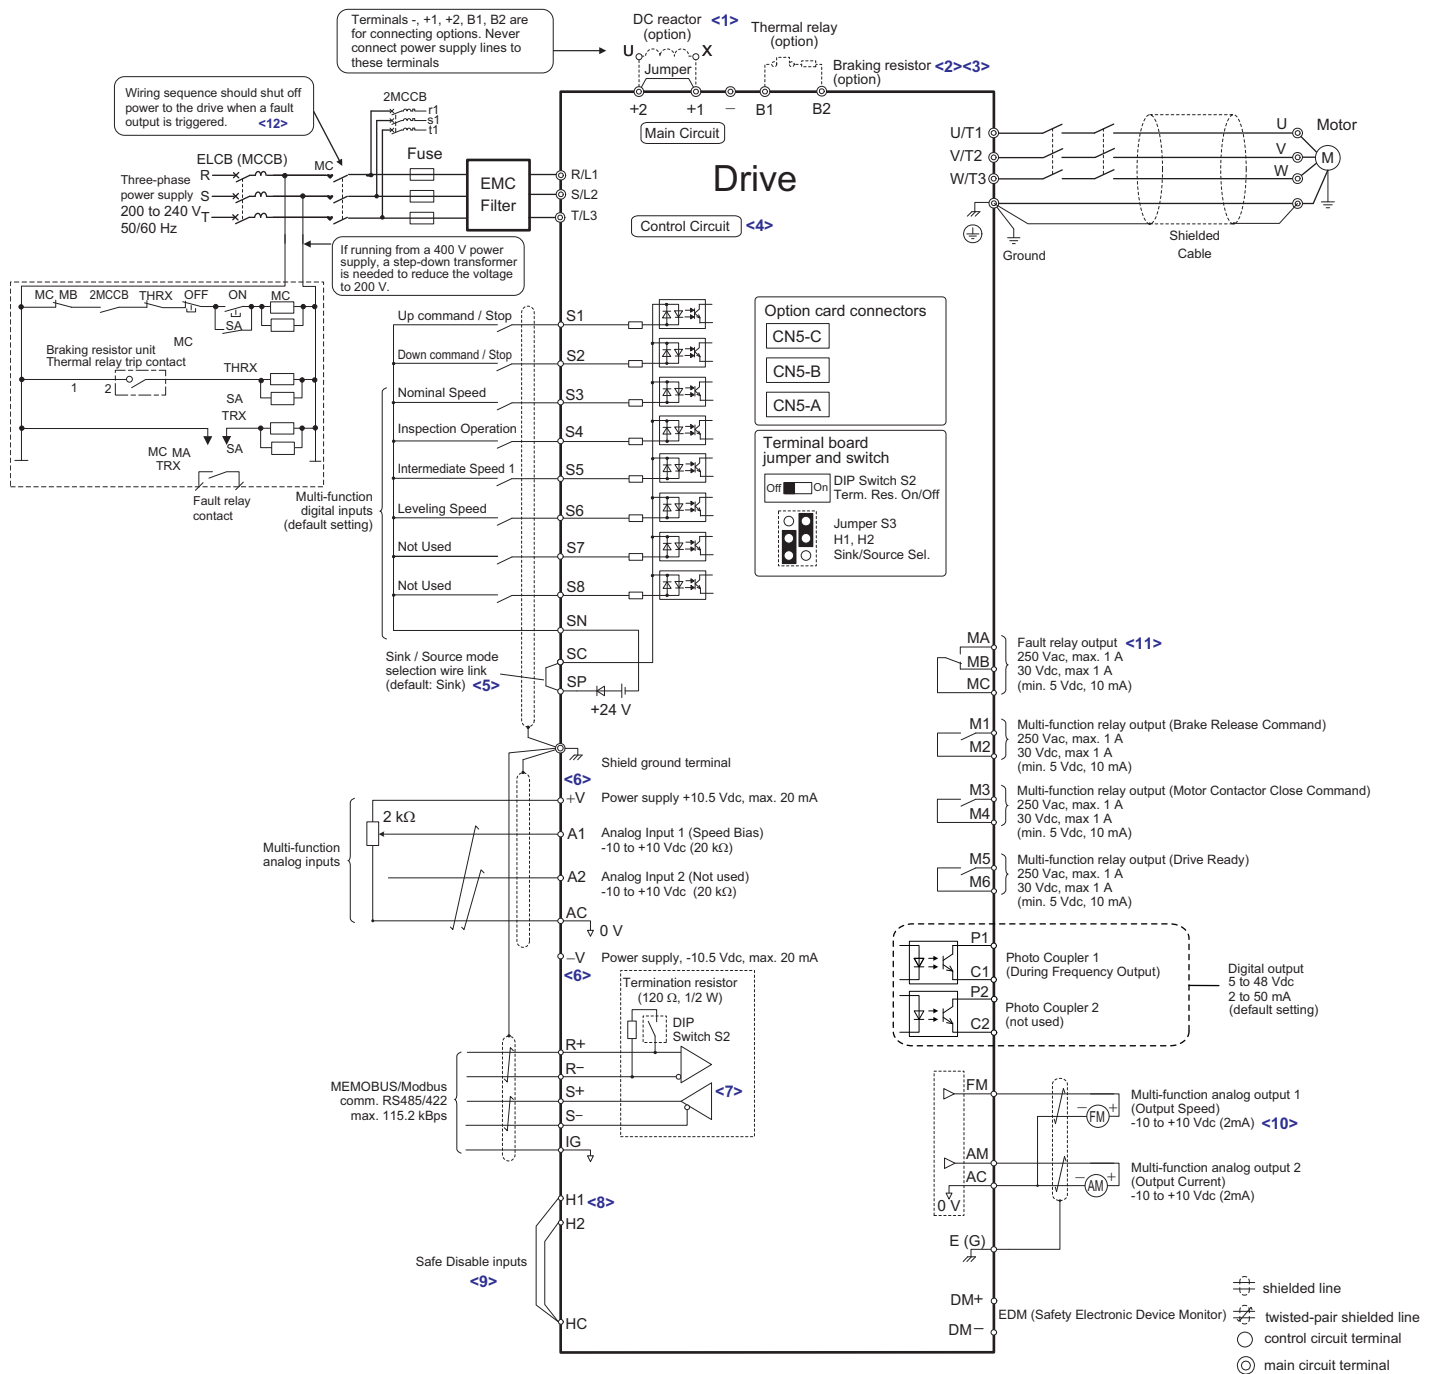 Terminals -, +1, +2, B1, B2 are
for connecting options. Never
connect power supply lines to
these terminals
DC reactor <1>
(option)
U
X
Jumper
Thermal relay
(option)
Braking resistor <2><3>
(option)
+2
+1
–
B1
B2
Main Circuit
Drive
Control Circuit <4>
Wiring sequence should shut off
power to the drive when a fault
output is triggered. <12>
2MCCB
r1
s1
t1
ELCB (MCCB)
MC
Fuse
Three-phase
power supply
200 to 240 V
50/60 Hz
R
S
T
EMC
Filter
R/L1
S/L2
T/L3
If running from a 400 V power
supply, a step-down transformer
is needed to reduce the voltage
to 200 V.
U/T1
V/T2
W/T3
U
V
W
Motor
M
Ground
Shielded
Cable
MC MB
2MCCB
THRX
OFF
ON
MC
SA
MC
Braking resistor unit
Thermal relay trip contact
1
2
THRX
SA
TRX
MC MA
TRX
SA
Fault relay
contact
Multi-function
digital inputs
(default setting)
Up command / Stop
S1
Down command / Stop
S2
Nominal Speed
S3
Inspection Operation
S4
Intermediate Speed 1
S5
Leveling Speed
S6
Not Used
S7
Not Used
S8
SN
SC
SP
+24 V
Sink / Source mode
selection wire link
(default: Sink) <5>
Option card connectors
CN5-C
CN5-B
CN5-A
Terminal board
jumper and switch
Off
On
DIP Switch S2
Term. Res. On/Off
Jumper S3
H1, H2
Sink/Source Sel.
Shield ground terminal
<6>
+V
Power supply +10.5 Vdc, max. 20 mA
2 kΩ
Multi-function
analog inputs
A1
Analog Input 1 (Speed Bias)
-10 to +10 Vdc (20 kΩ)
A2
Analog Input 2 (Not used)
-10 to +10 Vdc (20 kΩ)
AC
0 V
–V
Power supply, -10.5 Vdc, max. 20 mA
<6>
Termination resistor
(120 Ω, 1/2 W)
DIP
Switch S2
<7>
MEMOBUS/Modbus
comm. RS485/422
max. 115.2 kBps
R+
R–
S+
S–
IG
H1 <8>
H2
Safe Disable inputs
<9>
HC
MA
MB
MC
Fault relay output <11>
250 Vac, max. 1 A
30 Vdc, max 1 A
(min. 5 Vdc, 10 mA)
M1
M2
Multi-function relay output (Brake Release Command)
250 Vac, max. 1 A
30 Vdc, max 1 A
(min. 5 Vdc, 10 mA)
M3
M4
Multi-function relay output (Motor Contactor Close Command)
250 Vac, max. 1 A
30 Vdc, max 1 A
(min. 5 Vdc, 10 mA)
M5
M6
Multi-function relay output (Drive Ready)
250 Vac, max. 1 A
30 Vdc, max 1 A
(min. 5 Vdc, 10 mA)
P1
C1
Photo Coupler 1
(During Frequency Output)
P2
C2
Photo Coupler 2
(not used)
Digital output
5 to 48 Vdc
2 to 50 mA
(default setting)
FM
– +
FM
Multi-function analog output 1
(Output Speed)
-10 to +10 Vdc (2mA) <10>
AM
AC
0 V
– +
AM
Multi-function analog output 2
(Output Current)
-10 to +10 Vdc (2mA)
E (G)
DM+
DM–
EDM (Safety Electronic Device Monitor)
shielded line
twisted-pair shielded line
control circuit terminal
main circuit terminal